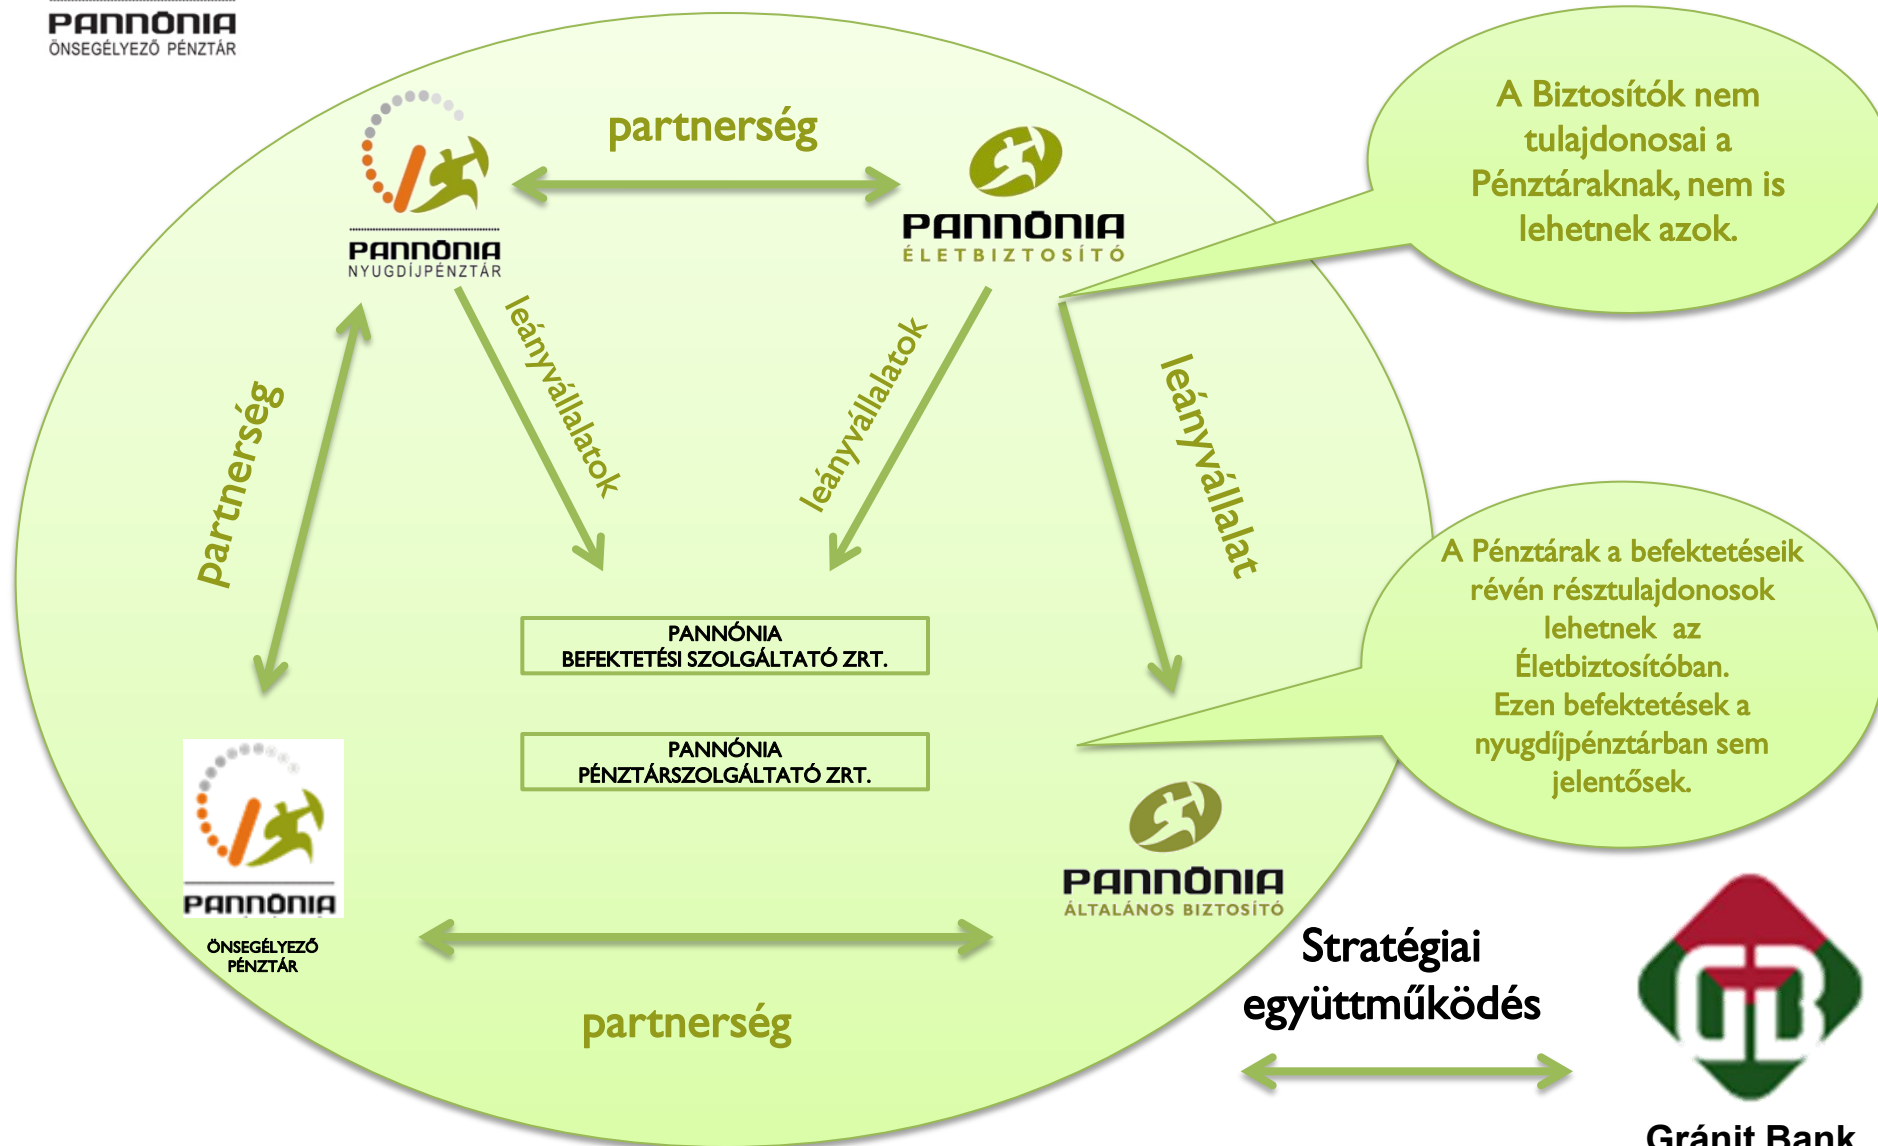 PANNÓNIA
ÖNSEGÉLYEZŐ PÉNZTÁR
partnerség
PANNÓNIA
NYUGDÍJPÉNZTÁR
PANNÓNIA
ÉLETBIZTOSÍTÓ
A Biztosítók nem
tulajdonosai a
Pénztáraknak, nem is
lehetnek azok.
leányvállalatok
leányvállalatok
leányvállalat
partnerség
PANNÓNIA
BEFEKTETÉSI SZOLGÁLTATÓ ZRT.
PANNÓNIA
PÉNZTÁRSZOLGÁLTATÓ ZRT.
A Pénztárak a befektetéseik
révén résztulajdonosok
lehetnek az
Életbiztosítóban.
Ezen befektetések a
nyugdíjpénztárban sem
jelentősek.
PANNÓNIA
ÖNSEGÉLYEZŐ
PÉNZTÁR
PANNÓNIA
ÁLTALÁNOS BIZTOSÍTÓ
partnerség
Stratégiai
együttműködés
GB
Gránit Bank